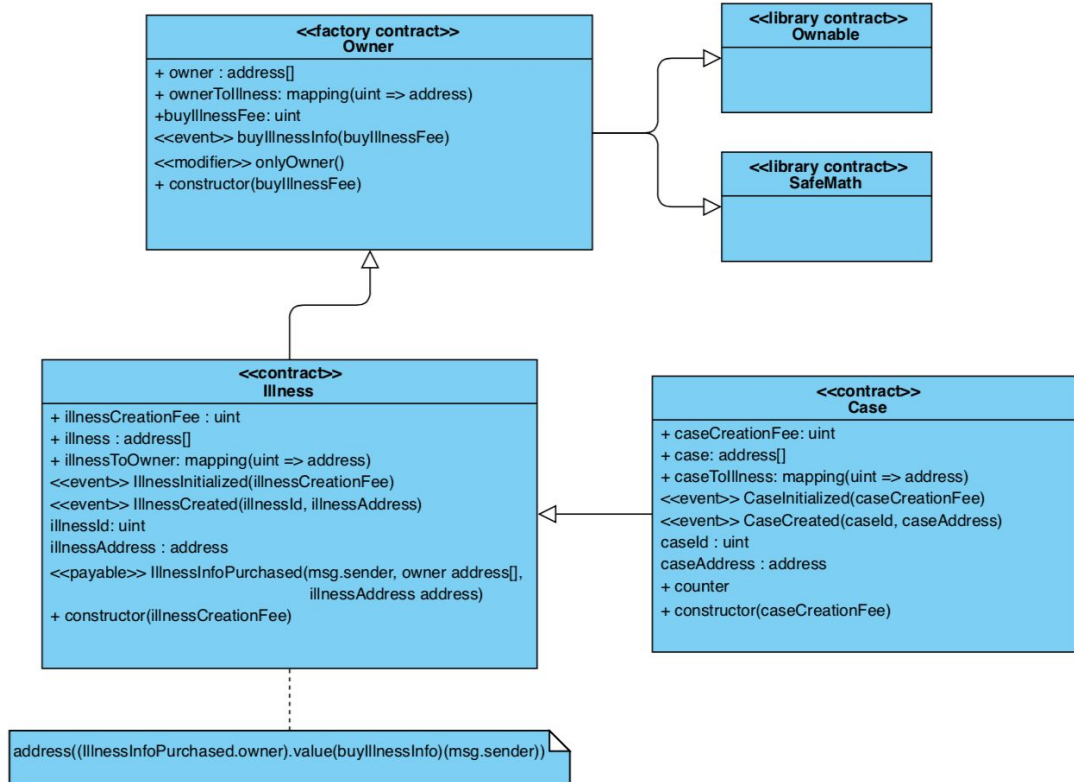 <<factory contract>>
Owner
+ owner : address[]
+ ownerToIllness: mapping(uint => address)
+buyIllnessFee: uint
<<event>> buyIllnessInfo(buyIllnessFee)
<<modifier>> onlyOwner()
+ constructor(buyIllnessFee)
<<library contract>>
Ownable
<<library contract>>
SafeMath
<<contract>>
Illness
+ illnessCreationFee : uint
+ illness : address[]
+ illnessToOwner: mapping(uint => address)
<<event>> IllnessInitialized(illnessCreationFee)
<<event>> IllnessCreated(illnessId, illnessAddress)
illnessId: uint
illnessAddress : address
<<payable>> IllnessInfoPurchased(msg.sender, owner address[],
illnessAddress address)
+ constructor(illnessCreationFee)
<<contract>>
Case
+ caseCreationFee: uint
+ case: address[]
+ caseToIllness: mapping(uint => address)
<<event>> CaseInitialized(caseCreationFee)
<<event>> CaseCreated(caseId, caseAddress)
caseId : uint
caseAddress : address
+ counter
+ constructor(caseCreationFee)
address((IllnessInfoPurchased.owner).value(buyIllnessInfo)(msg.sender))